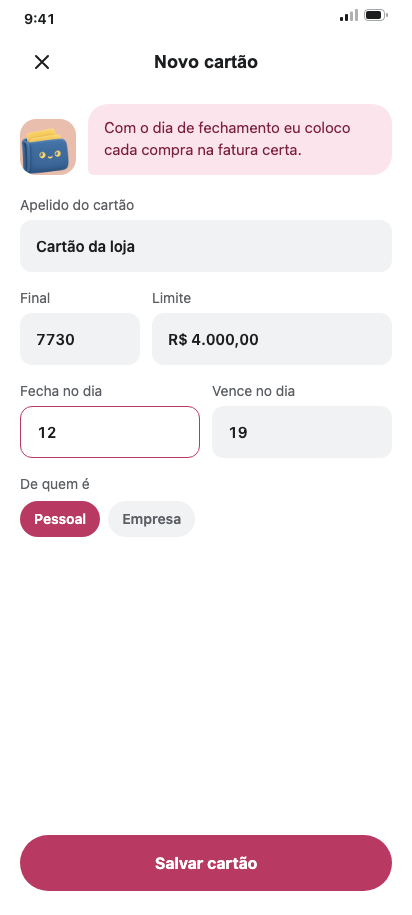 9:41
Novo cartão
Com o dia de fechamento eu coloco
cada compra na fatura certa.
Apelido do cartão
Cartão da loja
Final
Limite
7730
R$ 4.000,00
Fecha no dia
Vence no dia
12
19
De quem é
Pessoal
Empresa
Salvar cartão